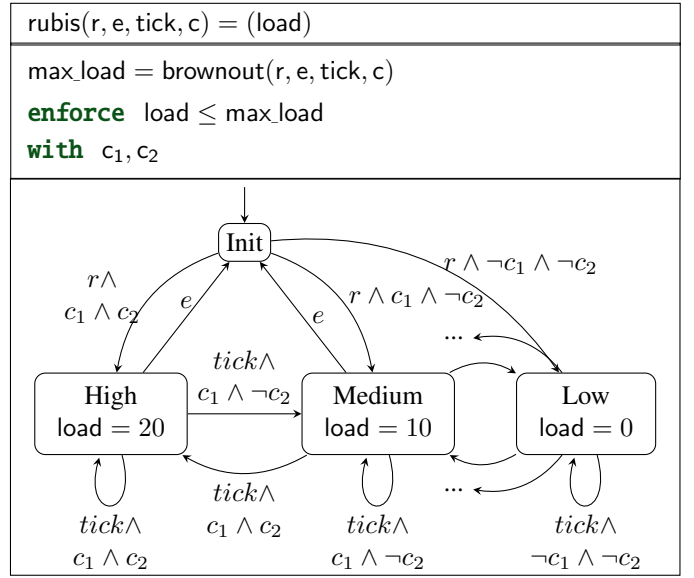 rubis(r, e, tick, c) = (load)
max_load = brownout(r, e, tick, c)
enforce load ≤ max_load
with c₁, c₂
Init
r ∧ ¬c₁ ∧ ¬c₂
r∧
c₁ ∧ c₂
e
e
r ∧ c₁ ∧ ¬c₂
...
tick∧
c₁ ∧ ¬c₂
High
load = 20
Medium
load = 10
Low
load = 0
tick∧
c₁ ∧ c₂
...
tick∧
c₁ ∧ c₂
tick∧
c₁ ∧ ¬c₂
tick∧
¬c₁ ∧ ¬c₂